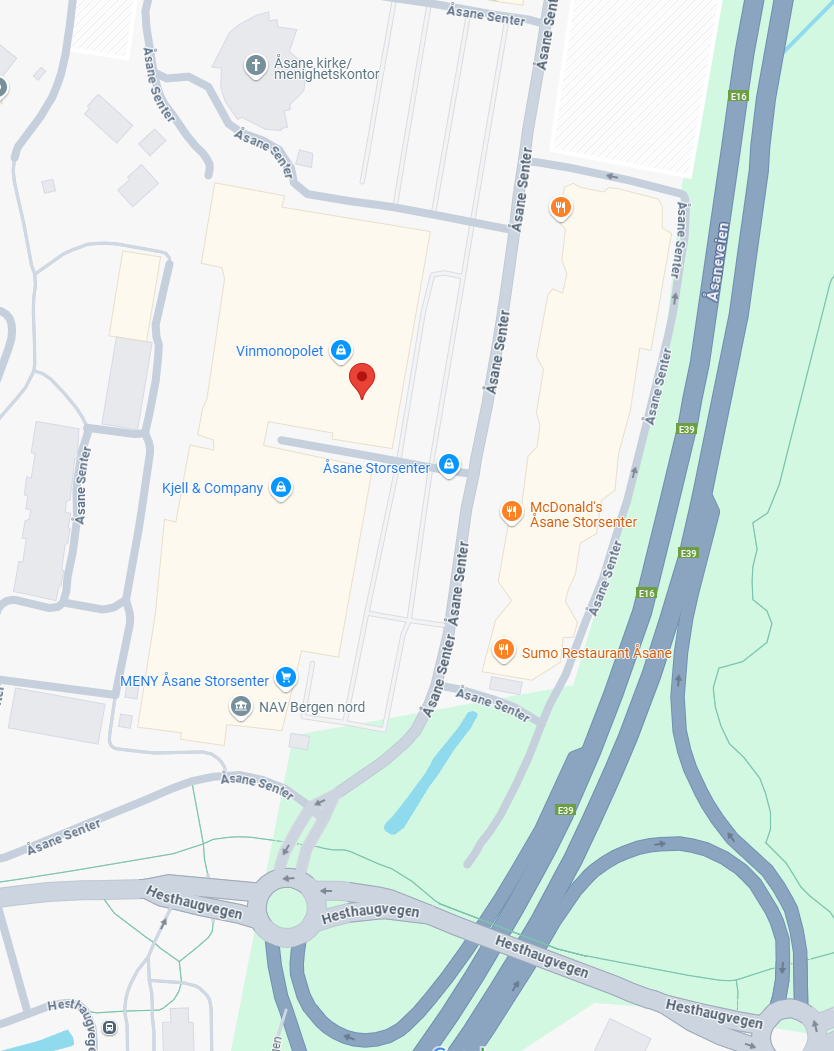 Åsane Senter
Åsane Sent
Åsane Senter
Åsane kirke/
menighetskontor
E16
Åsane Senter
Åsane Senter
Åsane Senter
Åsaneveien
Vinmonopolet
Åsane Senter
Åsane Senter
E39
Åsane Storsenter
Kjell & Company
Åsane Senter
McDonald's
Åsane Storsenter
E39
Åsane Senter
Åsane Senter
E16
Sumo Restaurant Åsane
Åsane Senter
MENY Åsane Storsenter
NAV Bergen nord
Åsane Senter
Åsane Senter
E39
Åsane Senter
Hesthaugvegen
Hesthaugvegen
Hesthaugvegen
Hesthaugvegen
Hesthaugvege